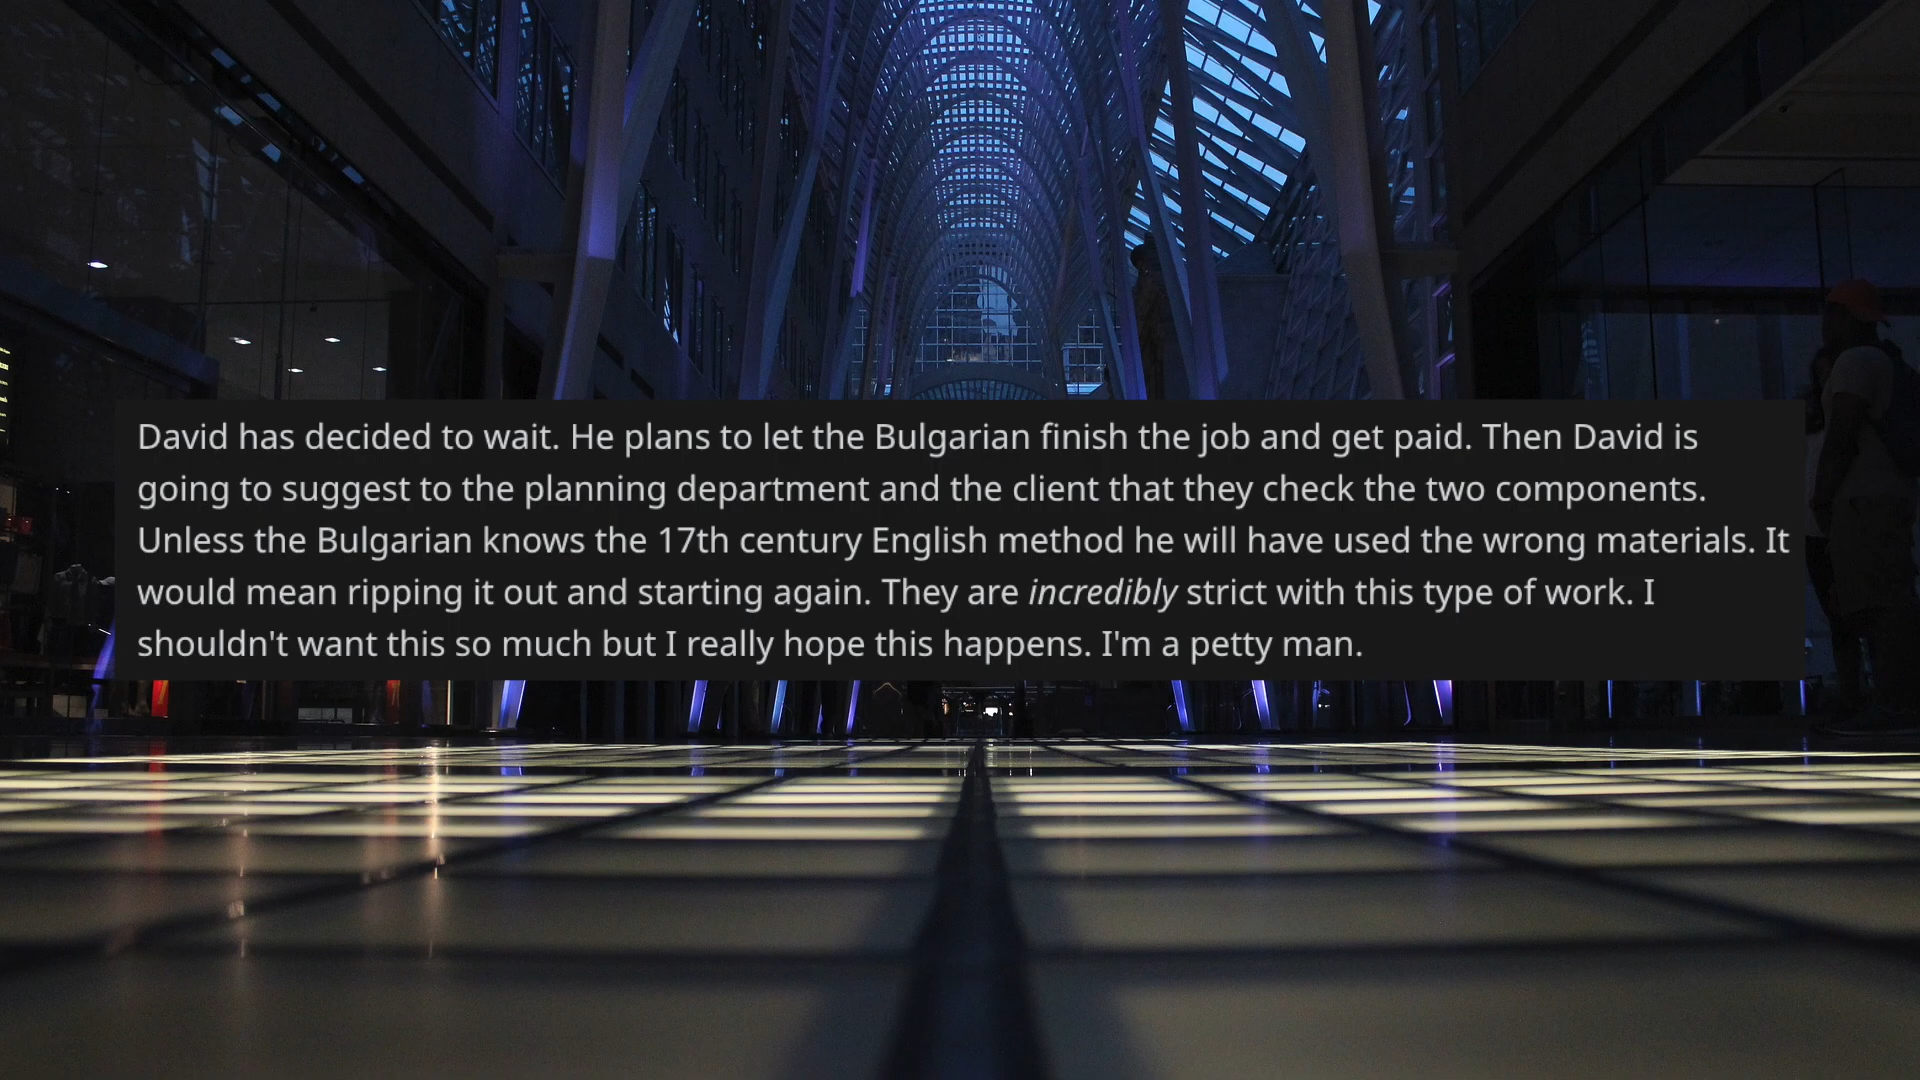 David has decided to wait. He plans to let the Bulgarian finish the job and get paid. Then David is
going to suggest to the planning department and the client that they check the two components.
Unless the Bulgarian knows the 17th century English method he will have used the wrong materials. It
would mean ripping it out and starting again. They are incredibly strict with this type of work. I
shouldn't want this so much but I really hope this happens. I'm a petty man.